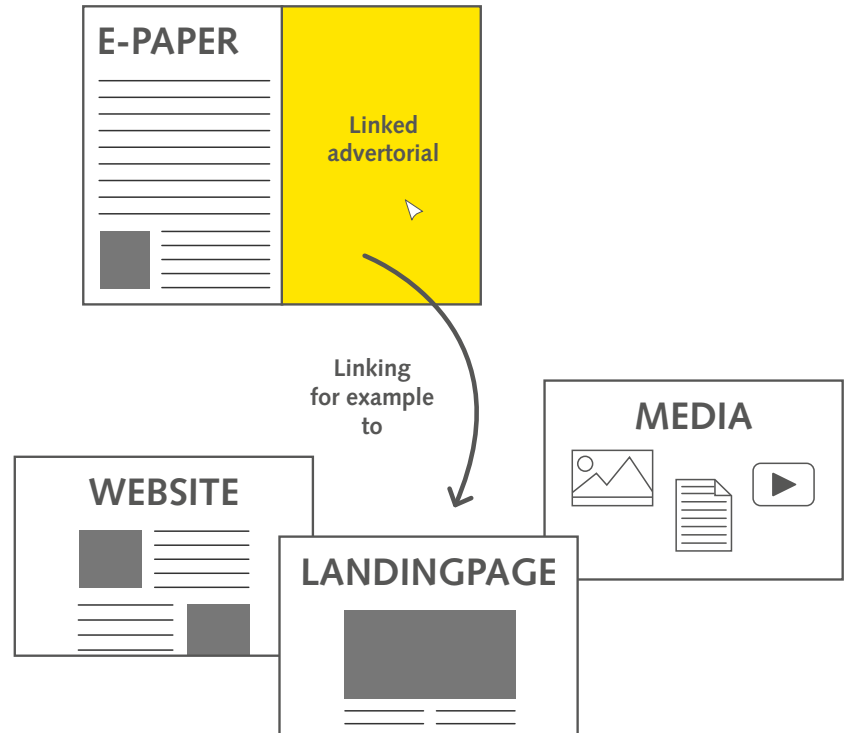 E-PAPER
Linked
advertorial
Linking
for example
to
MEDIA
WEBSITE
LANDINGPAGE